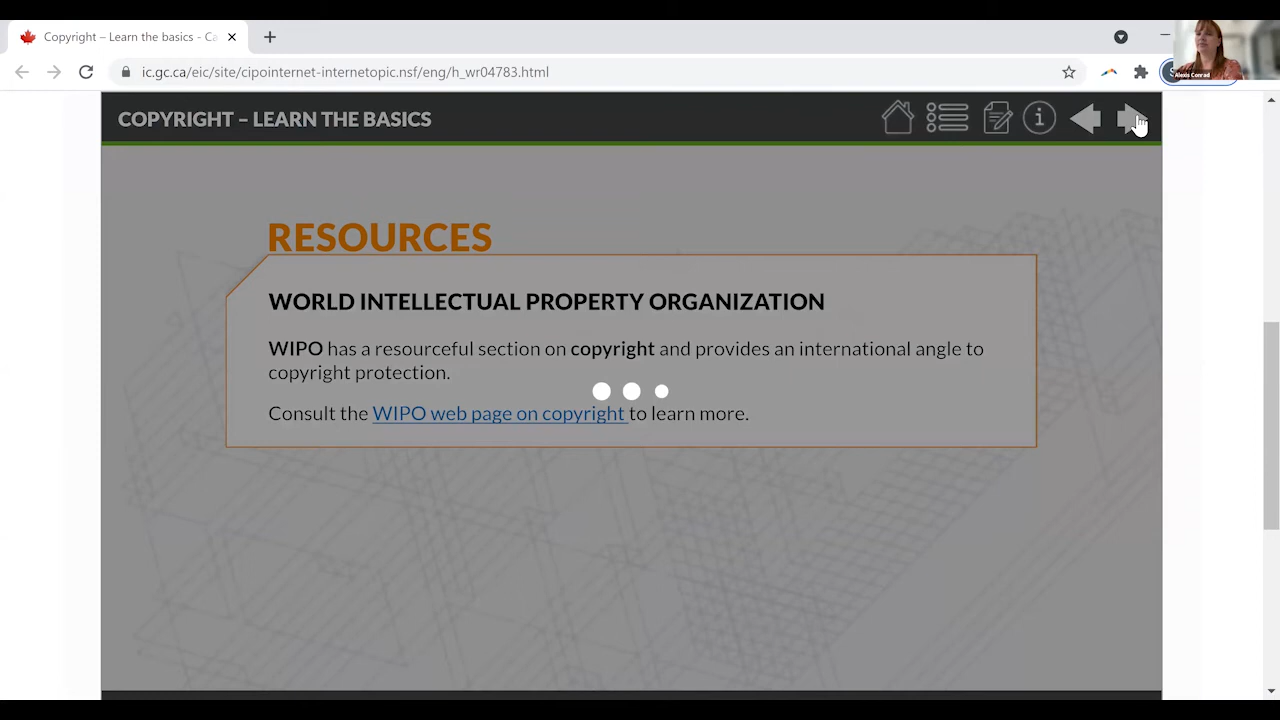 Copyright – Learn the basics - Ca
ic.gc.ca/eic/site/cipointernet-internetopic.nsf/eng/h_wr04783.html
Alexis Conrad
COPYRIGHT – LEARN THE BASICS
RESOURCES
WORLD INTELLECTUAL PROPERTY ORGANIZATION
WIPO has a resourceful section on copyright and provides an international angle to
copyright protection.
Consult the WIPO web page on copyright to learn more.